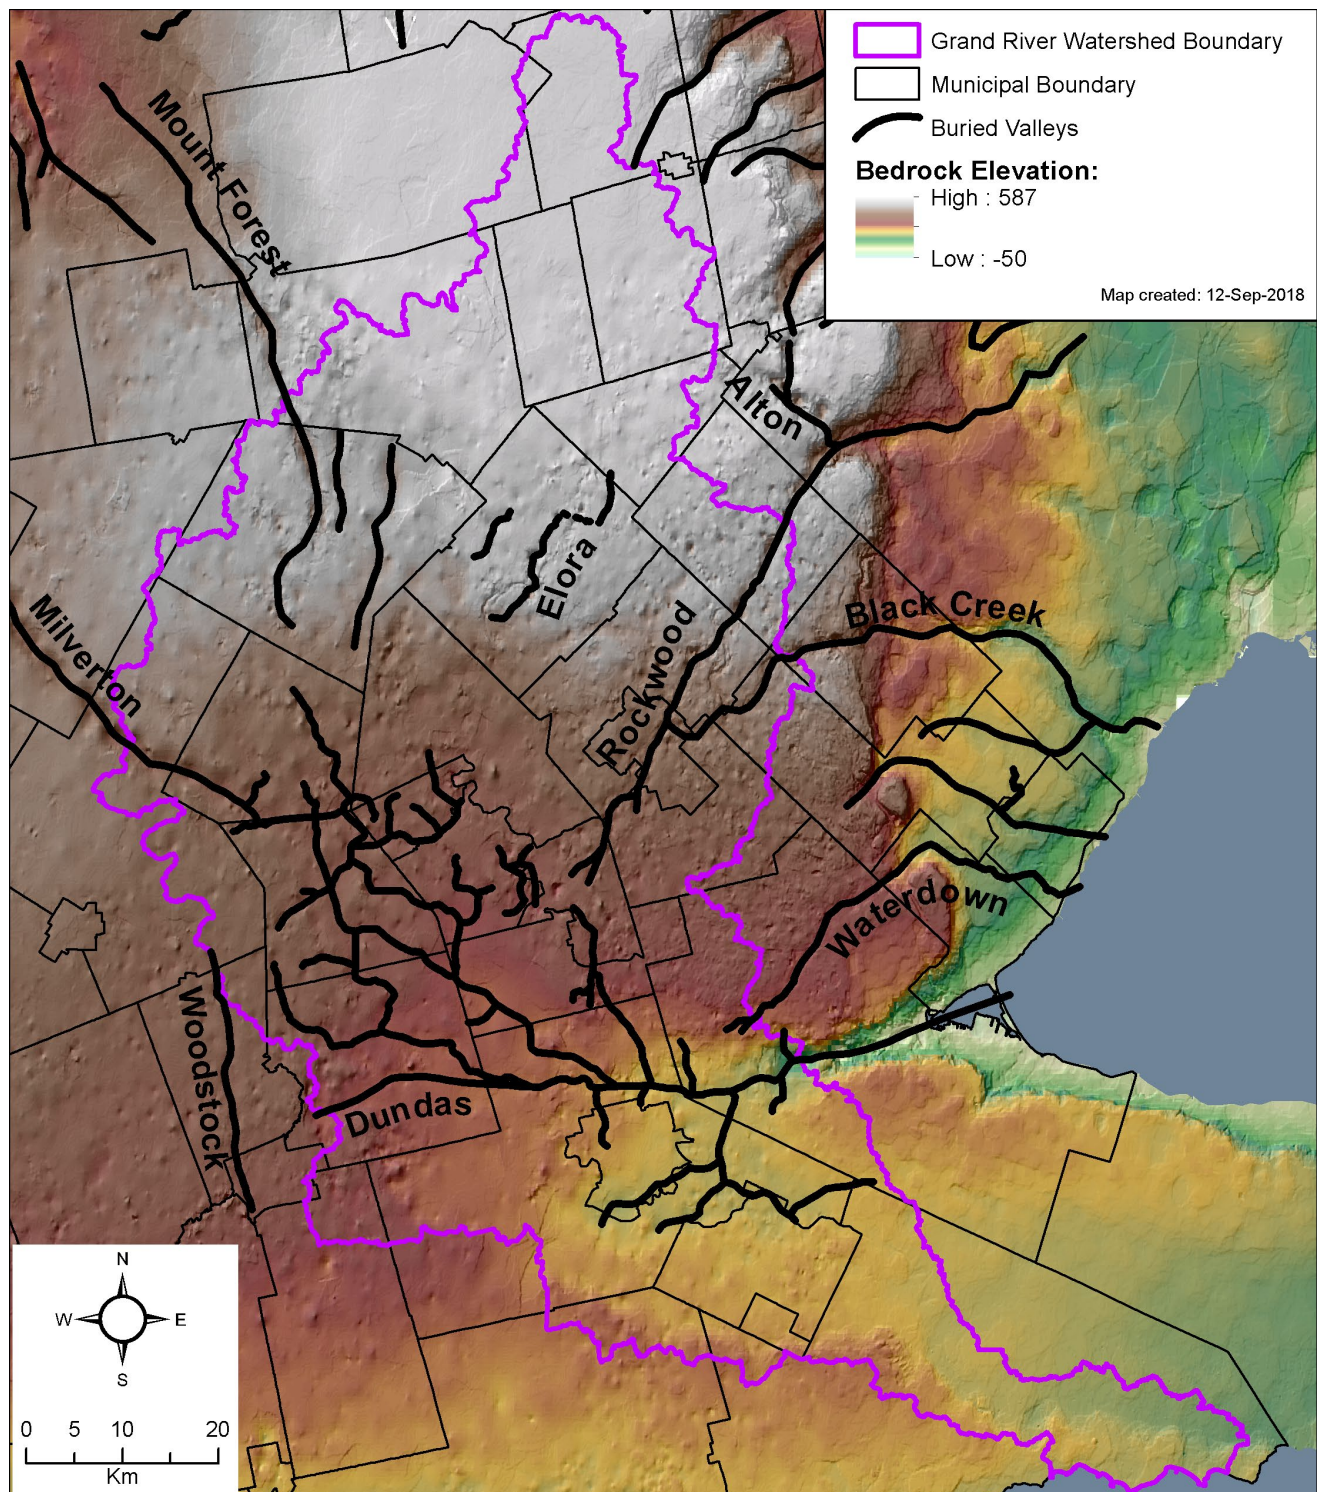 Grand River Watershed Boundary
Municipal Boundary
Buried Valleys
Bedrock Elevation:
High : 587
Low : -50
Map created: 12-Sep-2018
Mount Forest
Alton
Elora
Black Creek
Milverton
Rockwood
Waterdown
Woodstock
Dundas
N
W E
S
0 5 10 20
Km